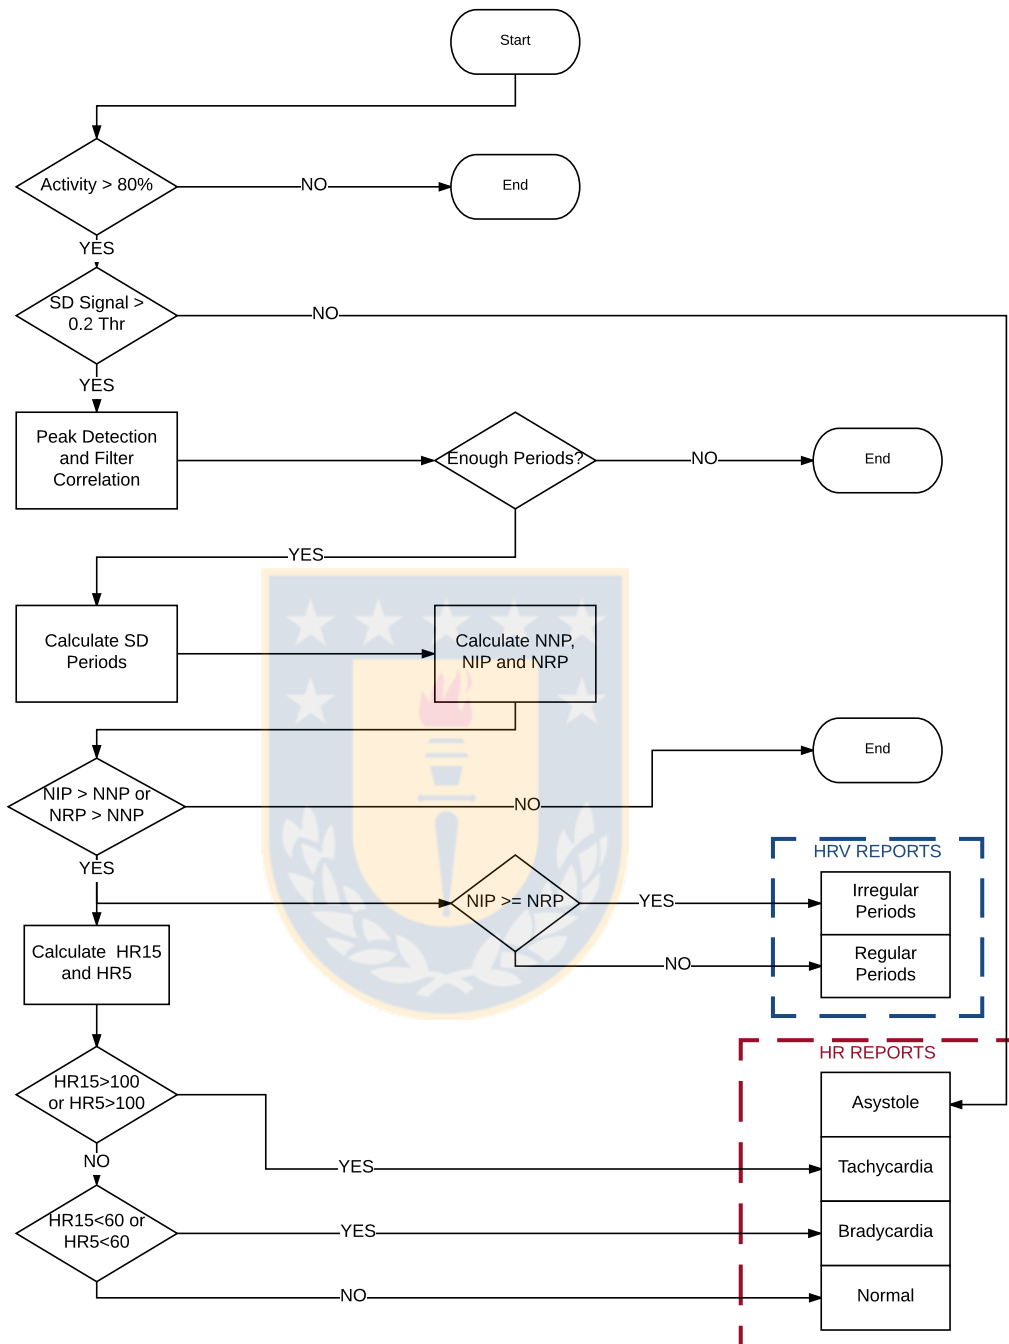 Start
Activity > 80%
NO
End
YES
SD Signal >
0.2 Thr
NO
YES
Peak Detection
and Filter
Correlation
Enough Periods?
NO
End
YES
Calculate SD
Periods
Calculate NNP,
NIP and NRP
NIP > NNP or
NRP > NNP
NO
End
YES
NIP >= NRP
YES
NO
HRV REPORTS
Irregular
Periods
Regular
Periods
Calculate  HR15
and HR5
HR15>100
or HR5>100
YES
NO
HR15<60 or
HR5<60
YES
NO
HR REPORTS
Asystole
Tachycardia
Bradycardia
Normal